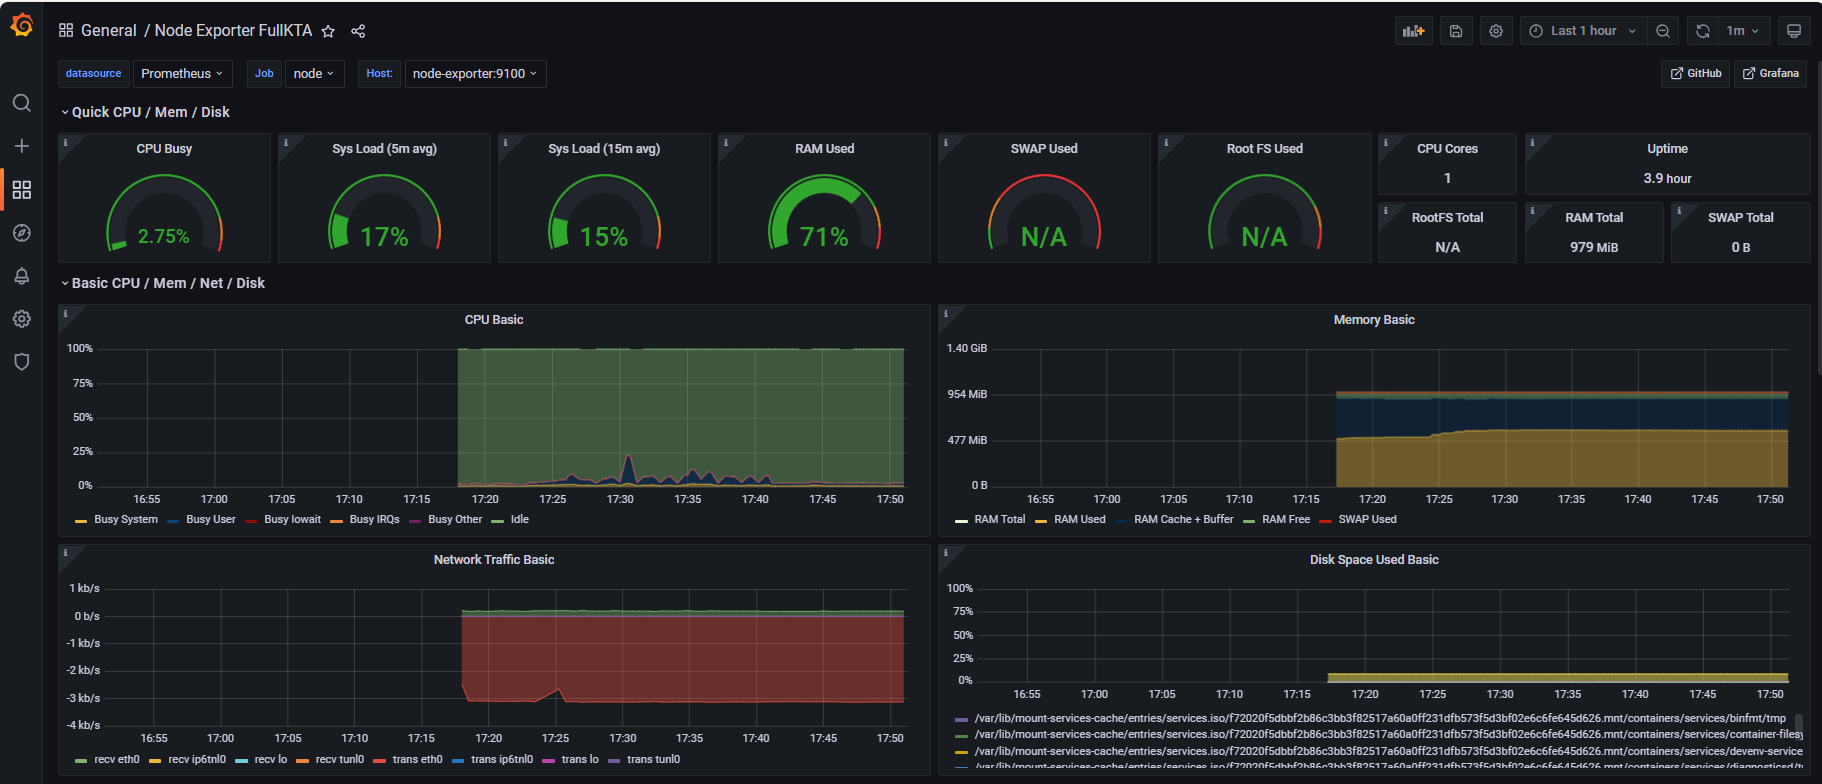 General / Node Exporter FullKTA
Last 1 hour
1m
datasource Prometheus Job node Host: node-exporter:9100
GitHub Grafana
Quick CPU / Mem / Disk
CPU Busy
2.75%
Sys Load (5m avg)
17%
Sys Load (15m avg)
15%
RAM Used
71%
SWAP Used
N/A
Root FS Used
N/A
CPU Cores
1
Uptime
3.9 hour
RootFS Total
N/A
RAM Total
979 MiB
SWAP Total
0 B
Basic CPU / Mem / Net / Disk
CPU Basic
100%
75%
50%
25%
0%
16:55 17:00 17:05 17:10 17:15 17:20 17:25 17:30 17:35 17:40 17:45 17:50
Busy System Busy User Busy Iowait Busy IRQs Busy Other Idle
Memory Basic
1.40 GiB
954 MiB
477 MiB
0 B
16:55 17:00 17:05 17:10 17:15 17:20 17:25 17:30 17:35 17:40 17:45 17:50
RAM Total RAM Used RAM Cache + Buffer RAM Free SWAP Used
Network Traffic Basic
1 kb/s
0 b/s
-1 kb/s
-2 kb/s
-3 kb/s
-4 kb/s
16:55 17:00 17:05 17:10 17:15 17:20 17:25 17:30 17:35 17:40 17:45 17:50
recv eth0 recv ip6tnl0 recv lo recv tunl0 trans eth0 trans ip6tnl0 trans lo trans tunl0
Disk Space Used Basic
100%
75%
50%
25%
0%
16:55 17:00 17:05 17:10 17:15 17:20 17:25 17:30 17:35 17:40 17:45 17:50
/var/lib/mount-services-cache/entries/services.iso/f72020f5dbbf2b86c3bb3f82517a60a0ff231dfb573f5d3bf02e6c6fe645d626.mnt/containers/services/binfmt/tmp
/var/lib/mount-services-cache/entries/services.iso/f72020f5dbbf2b86c3bb3f82517a60a0ff231dfb573f5d3bf02e6c6fe645d626.mnt/containers/services/container-filesy
/var/lib/mount-services-cache/entries/services.iso/f72020f5dbbf2b86c3bb3f82517a60a0ff231dfb573f5d3bf02e6c6fe645d626.mnt/containers/services/devenv-service